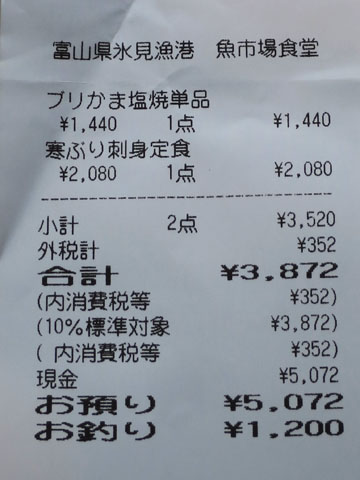 富山県氷見漁港　魚市場食堂
ブリかま塩焼単品
¥1,440　1点　¥1,440
寒ぶり刺身定食
¥2,080　1点　¥2,080
小計　2点　¥3,520
外税計　¥352
合計　¥3,872
(内消費税等　¥352)
(10%標準対象　¥3,872)
( 内消費税等　¥352)
現金　¥5,072
お預り　¥5,072
お釣り　¥1,200